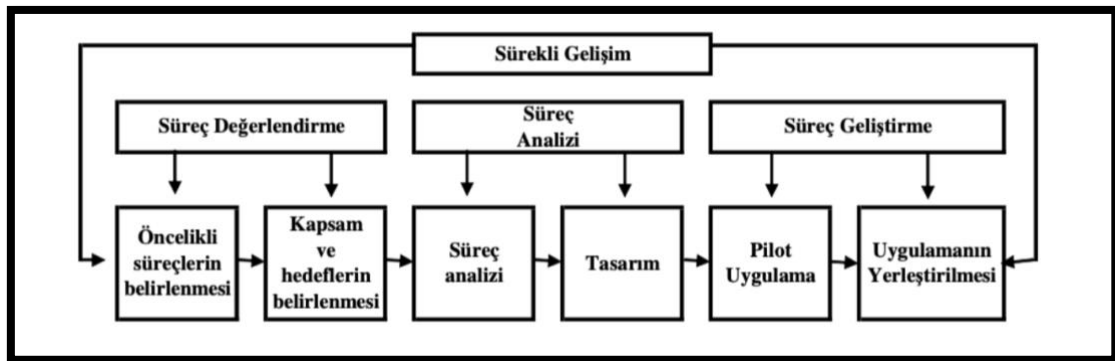 Sürekli Gelişim
Süreç Değerlendirme
Süreç
Analizi
Süreç Geliştirme
Öncelikli
süreçlerin
belirlenmesi
Kapsam
ve
hedeflerin
belirlenmesi
Süreç
analizi
Tasarım
Pilot
Uygulama
Uygulamanın
Yerleştirilmesi